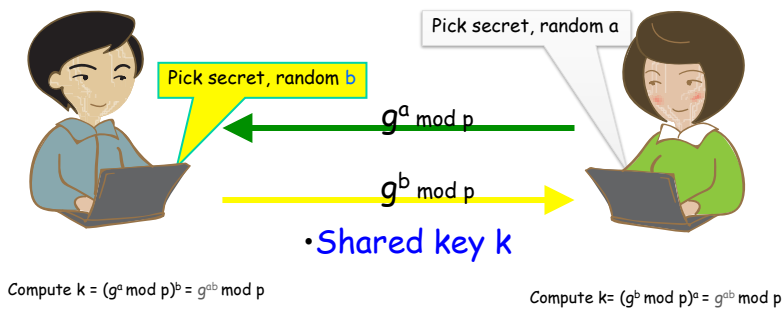 Pick secret, random a
Pick secret, random b
gᵃ mod p
gᵇ mod p
•Shared key k
Compute k = (gᵃ mod p)ᵇ = gᵃᵇ mod p
Compute k= (gᵇ mod p)ᵃ = gᵃᵇ mod p